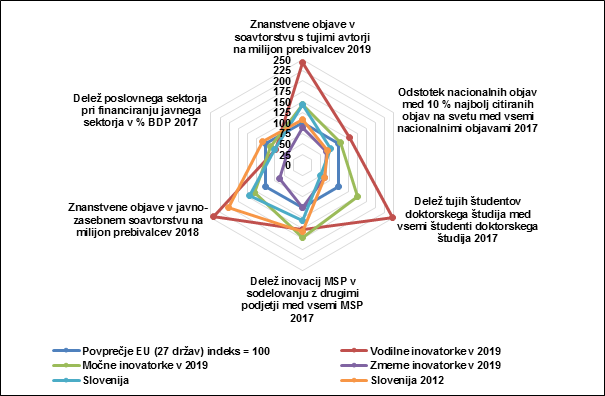 Znanstvene objave v
soavtorstvu s tujimi avtorji
na milijon prebivalcev 2019
250
225
200
175
150
125
100
75
50
25
0
Odstotek nacionalnih objav
med 10 % najbolj citiranih
objav na svetu med vsemi
nacionalnimi objavami 2017
Delež tujih študentov
doktorskega študija med
vsemi študenti doktorskega
študija 2017
Delež inovacij MSP v
sodelovanju z drugimi
podjetji med vsemi MSP
2017
Znanstvene objave v javno-
zasebnem soavtorstvu na
milijon prebivalcev 2018
Delež poslovnega sektorja
pri financiranju javnega
sektorja v % BDP 2017
Povprečje EU (27 držav) indeks = 100
Vodilne inovatorke v 2019
Močne inovatorke v 2019
Zmerne inovatorke v 2019
Slovenija
Slovenija 2012